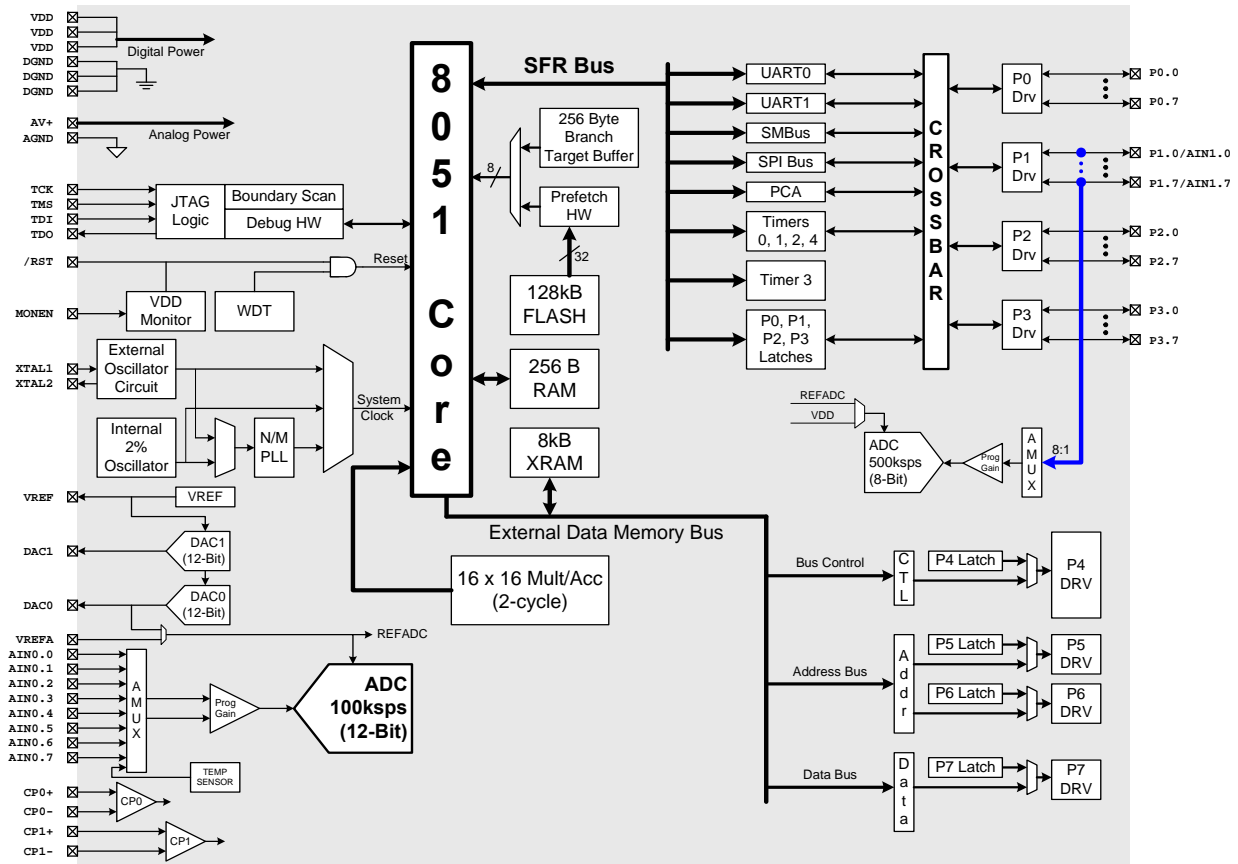 VDD
VDD
VDD
Digital Power
DGND
DGND
DGND
AV+
Analog Power
AGND
TCK
TMS
TDI
TDO
JTAG
Logic
Boundary Scan
Debug HW
/RST
Reset
MONEN
VDD
Monitor
WDT
XTAL1
XTAL2
External
Oscillator
Circuit
Internal
2%
Oscillator
N/M
PLL
System
Clock
VREF
VREF
DAC1
DAC1
(12-Bit)
DAC0
DAC0
(12-Bit)
VREFA
REFADC
AIN0.0
AIN0.1
AIN0.2
AIN0.3
AIN0.4
AIN0.5
AIN0.6
AIN0.7
AMUX
Prog
Gain
ADC
100ksps
(12-Bit)
TEMP
SENSOR
CP0+
CP0-
CP0
CP1+
CP1-
CP1
8051 Core
SFR Bus
8
256 Byte
Branch
Target Buffer
Prefetch
HW
32
128kB
FLASH
256 B
RAM
8kB
XRAM
External Data Memory Bus
16 x 16 Mult/Acc
(2-cycle)
UART0
UART1
SMBus
SPI Bus
PCA
Timers
0, 1, 2, 4
Timer 3
P0, P1,
P2, P3
Latches
CROSSBAR
P0
Drv
P1
Drv
P2
Drv
P3
Drv
P0.0
P0.7
P1.0/AIN1.0
P1.7/AIN1.7
P2.0
P2.7
P3.0
P3.7
REFADC
VDD
ADC
500ksps
(8-Bit)
Prog
Gain
AMUX
8:1
Bus Control
CTL
P4 Latch
P4
DRV
Address Bus
Addr
P5 Latch
P5
DRV
P6 Latch
P6
DRV
Data Bus
Data
P7 Latch
P7
DRV